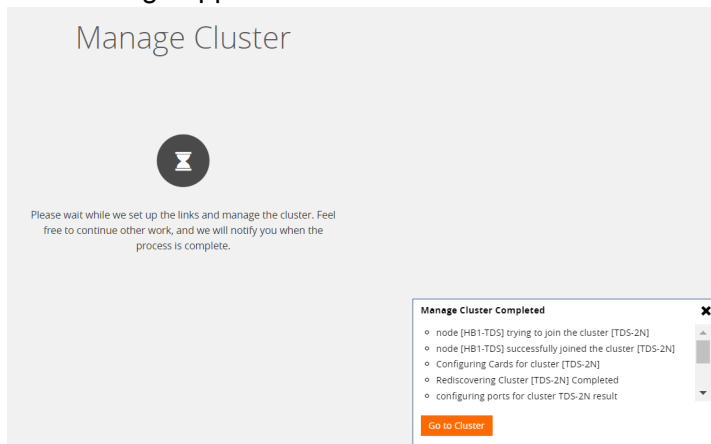 Manage Cluster
Please wait while we set up the links and manage the cluster. Feel
free to continue other work, and we will notify you when the
process is complete.
Manage Cluster Completed
node [HB1-TDS] trying to join the cluster [TDS-2N]
node [HB1-TDS] successfully joined the cluster [TDS-2N]
Configuring Cards for cluster [TDS-2N]
Rediscovering Cluster [TDS-2N] Completed
configuring ports for cluster TDS-2N result
Go to Cluster